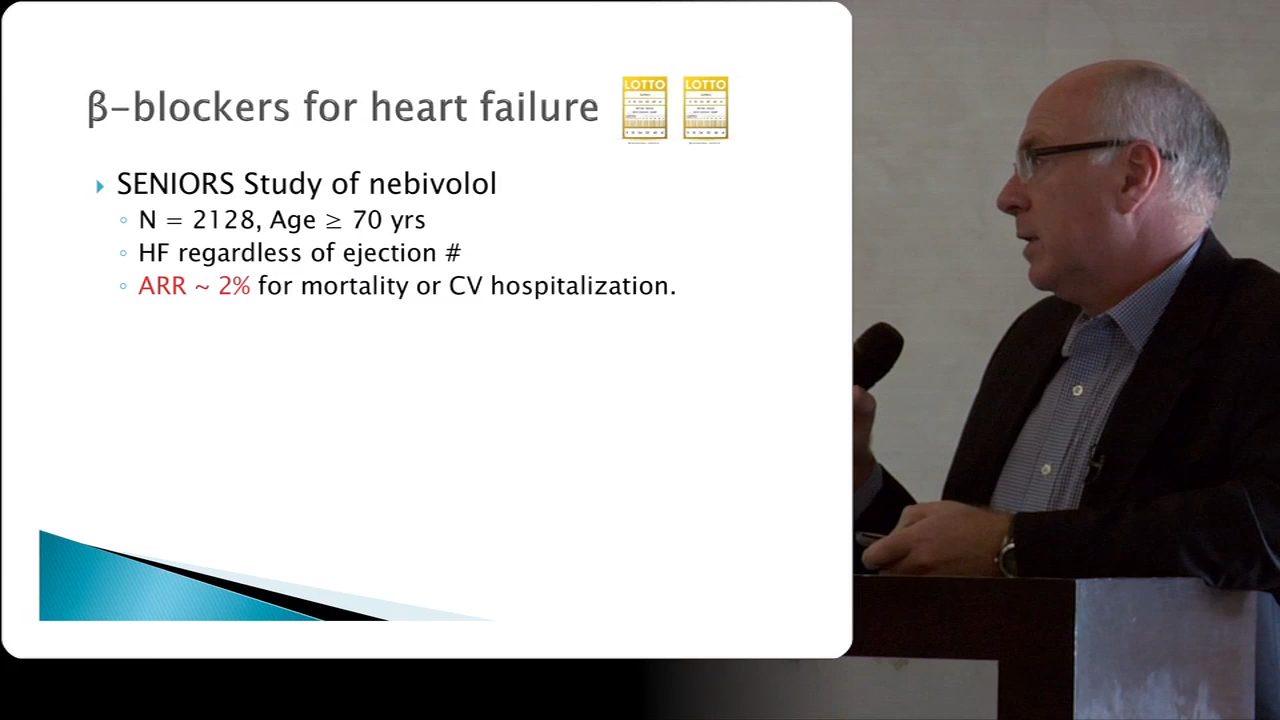 β-blockers for heart failure
LOTTO LOTTO
SENIORS Study of nebivolol
N = 2128, Age ≥ 70 yrs
HF regardless of ejection #
ARR ~ 2% for mortality or CV hospitalization.